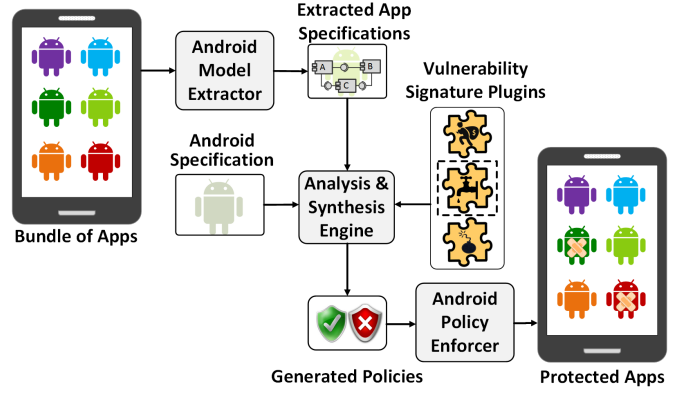 Extracted App
Specifications
Android
Model
Extractor
A
B
C
Vulnerability
Signature Plugins
Android
Specification
Analysis &
Synthesis
Engine
Bundle of Apps
Android
Policy
Enforcer
Generated Policies
Protected Apps